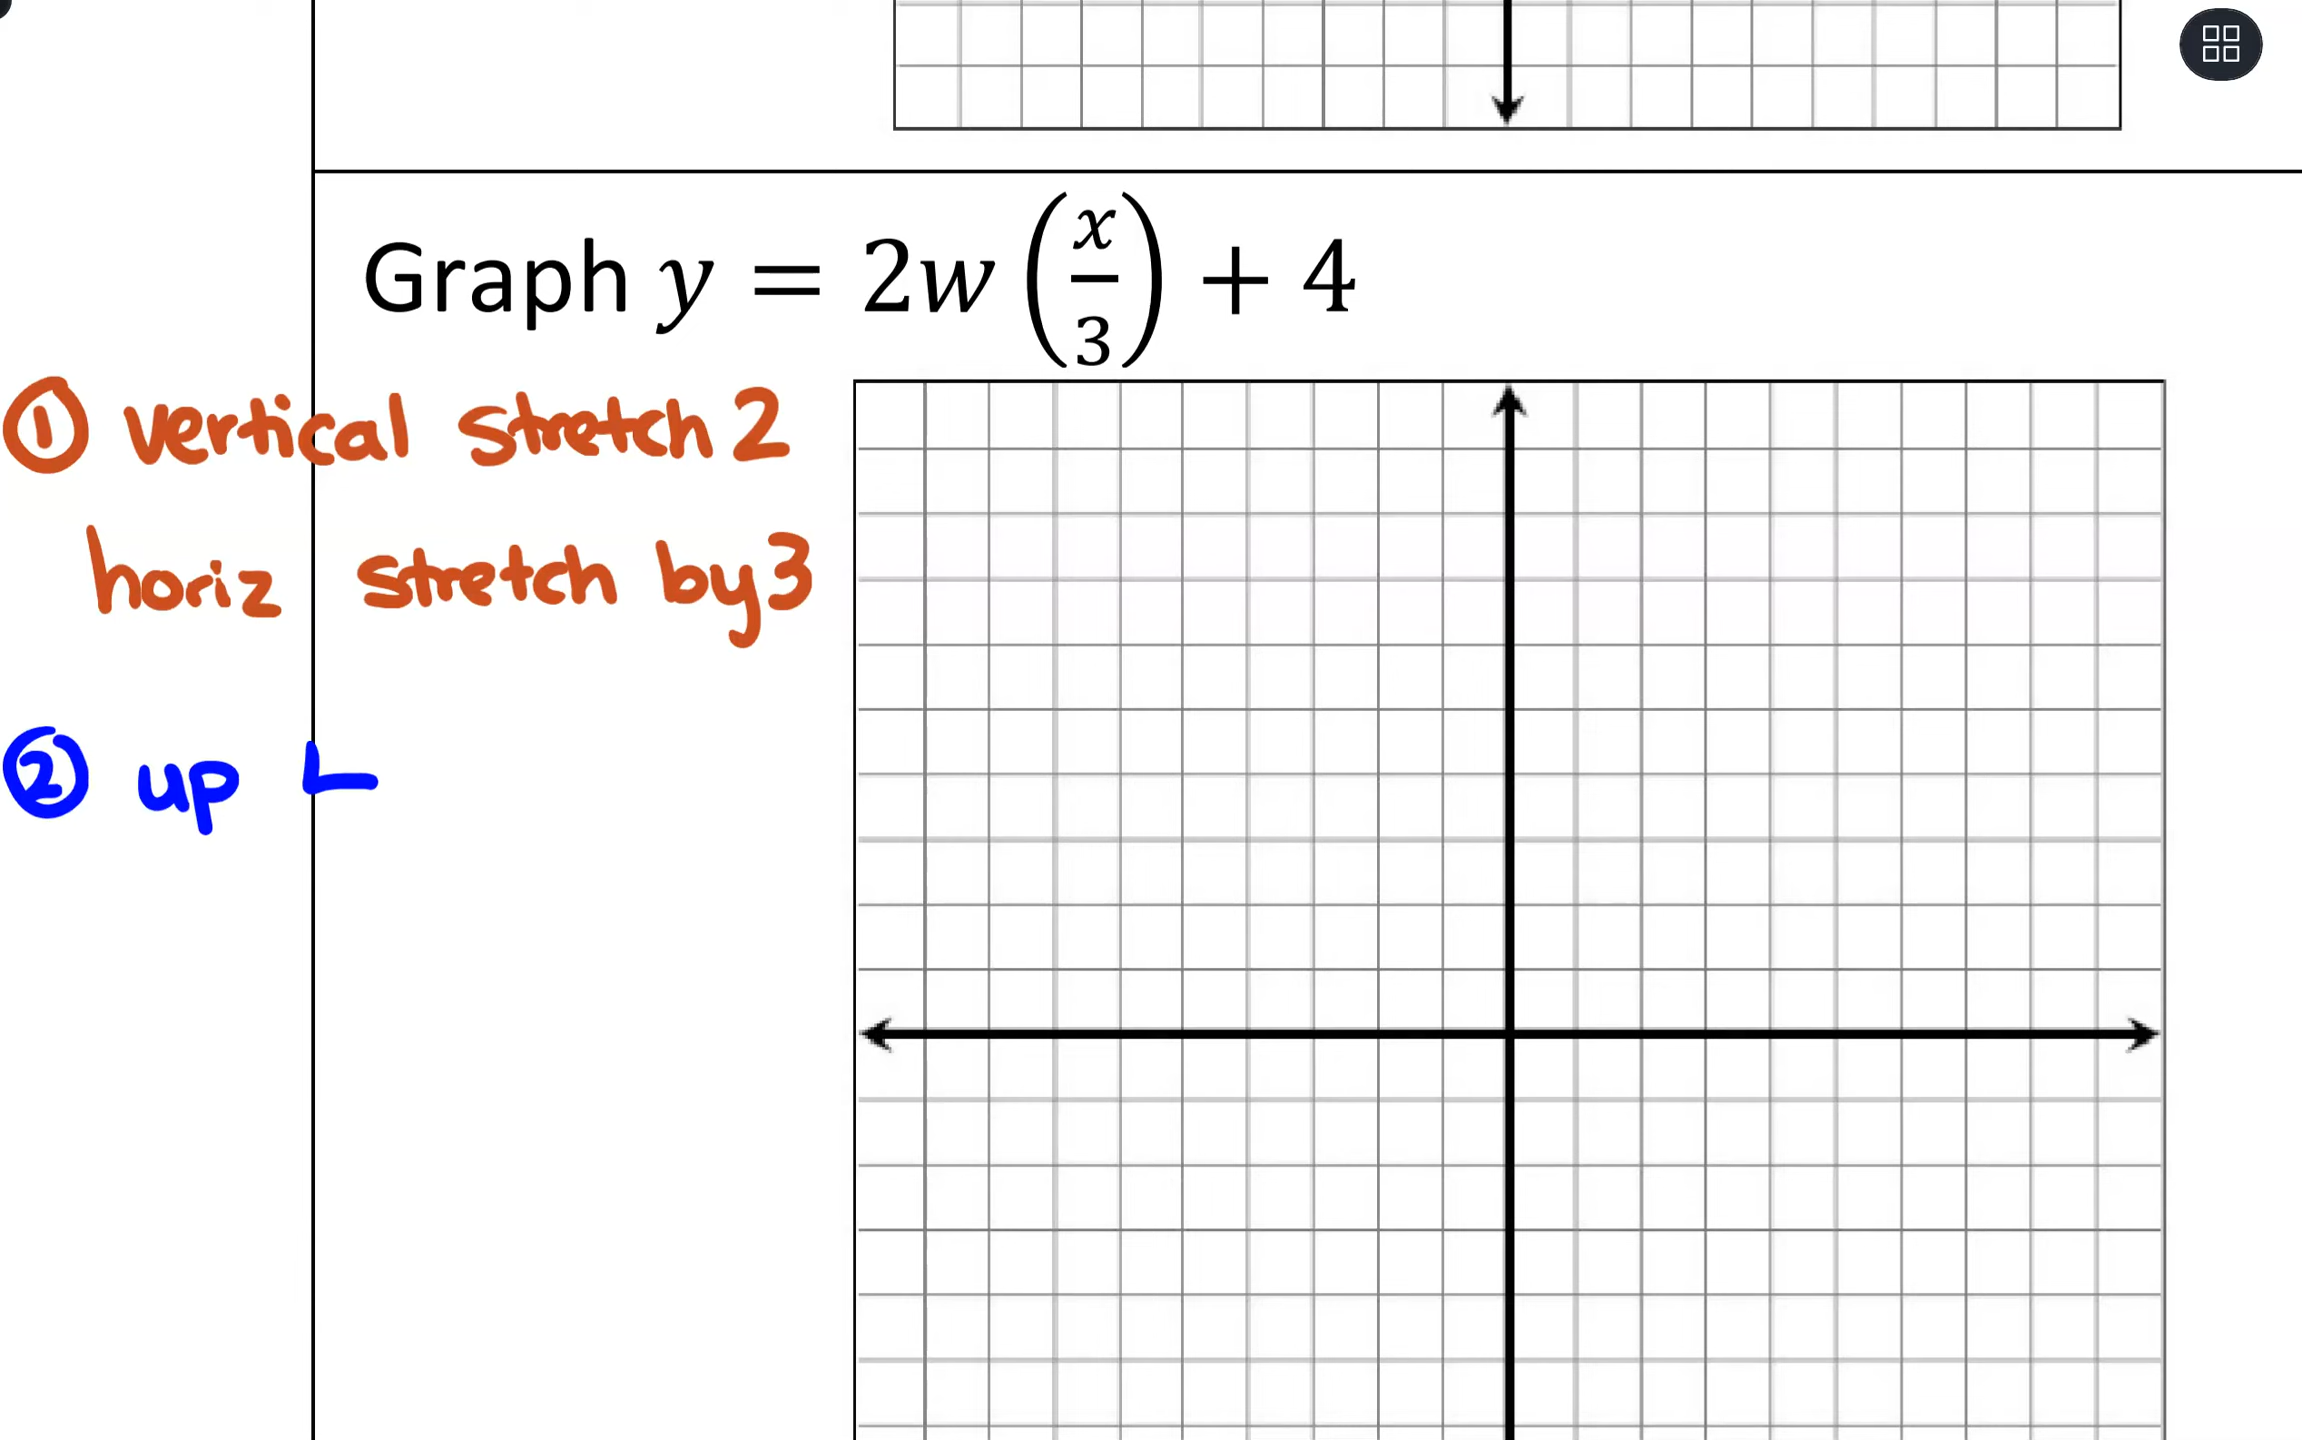 Graph y = 2w(x/3) + 4
① vertical stretch 2
horiz stretch by 3
② up